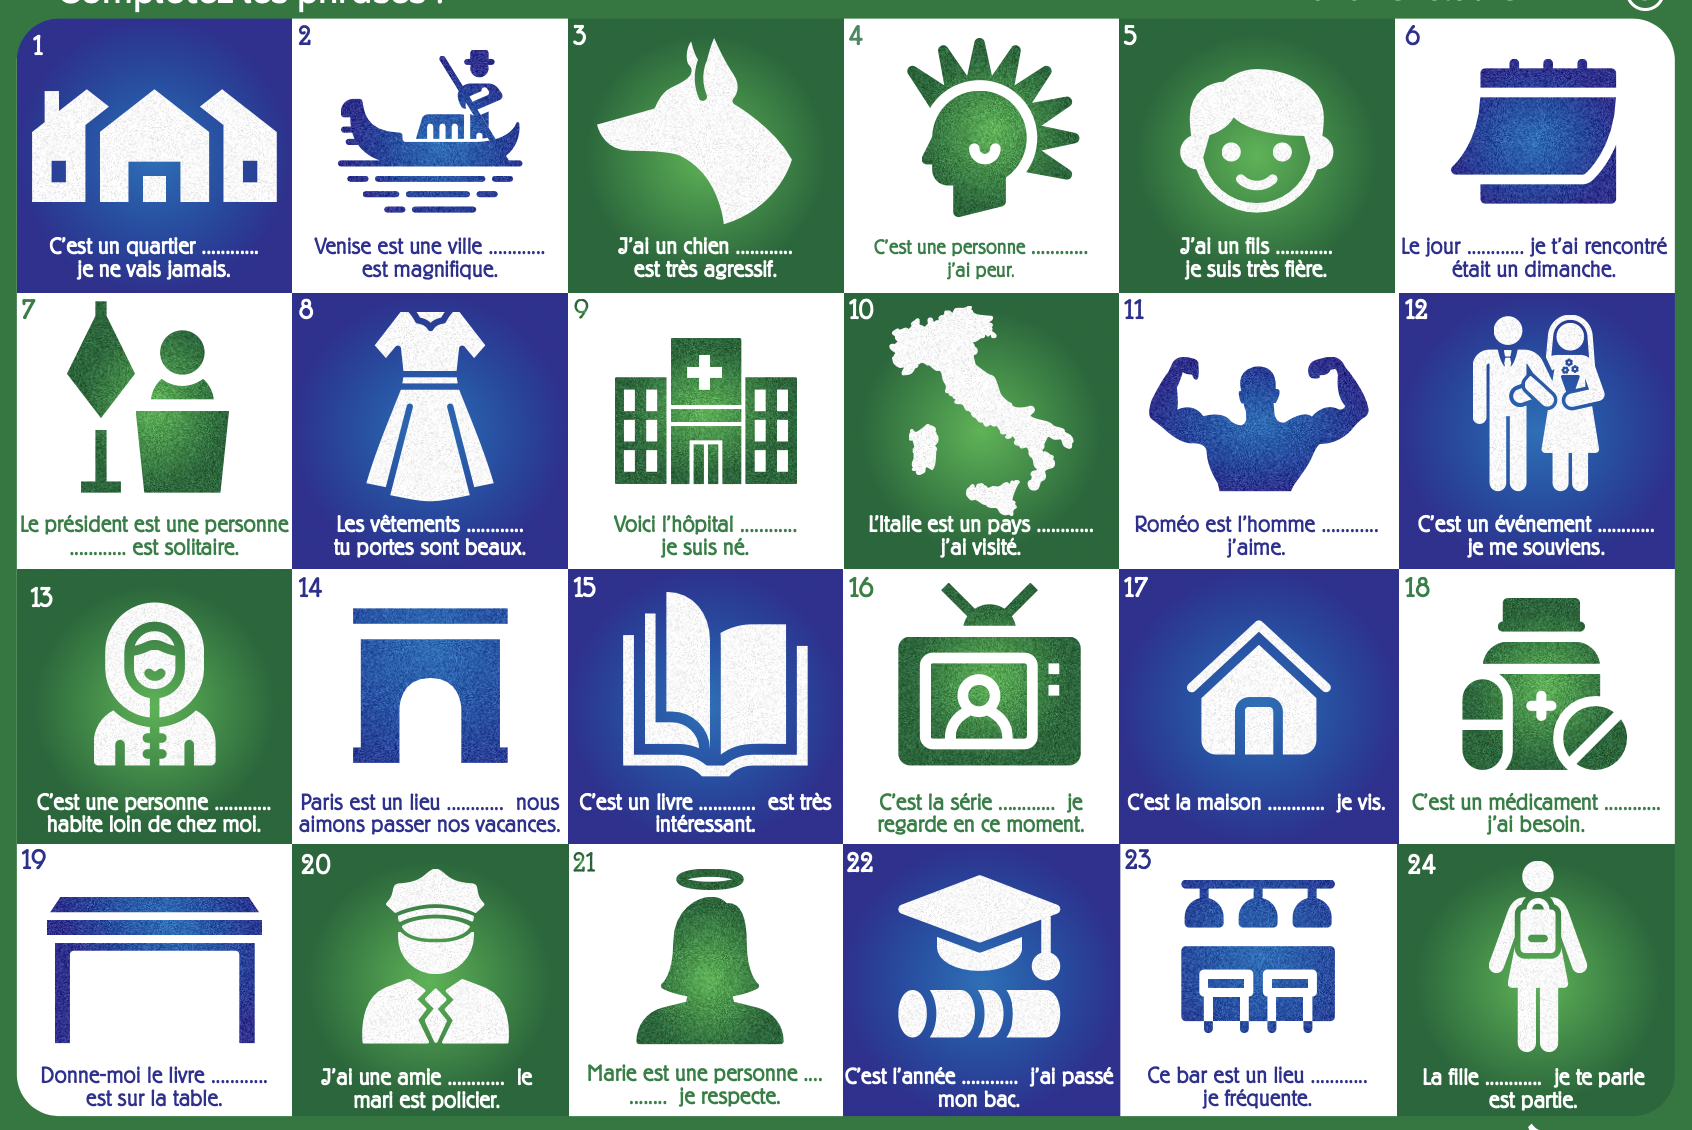 Complétez les phrases !
1
C'est un quartier ............
je ne vais jamais.
2
Venise est une ville ............
est magnifique.
3
J'ai un chien ............
est très agressif.
4
C'est une personne ............
j'ai peur.
5
J'ai un fils ............
je suis très fière.
6
Le jour ............ je t'ai rencontré
était un dimanche.
7
Le président est une personne
............ est solitaire.
8
Les vêtements ............
tu portes sont beaux.
9
Voici l'hôpital ............
je suis né.
10
L'Italie est un pays ............
j'ai visité.
11
Roméo est l'homme ............
j'aime.
12
C'est un événement ............
je me souviens.
13
C'est une personne ............
habite loin de chez moi.
14
Paris est un lieu ............ nous
aimons passer nos vacances.
15
C'est un livre ............ est très
intéressant.
16
C'est la série ............ je
regarde en ce moment.
17
C'est la maison ............ je vis.
18
C'est un médicament ............
j'ai besoin.
19
Donne-moi le livre ............
est sur la table.
20
J'ai une amie ............ le
mari est policier.
21
Marie est une personne ....
........ je respecte.
22
C'est l'année ............ j'ai passé
mon bac.
23
Ce bar est un lieu ............
je fréquente.
24
La fille ............ je te parle
est partie.